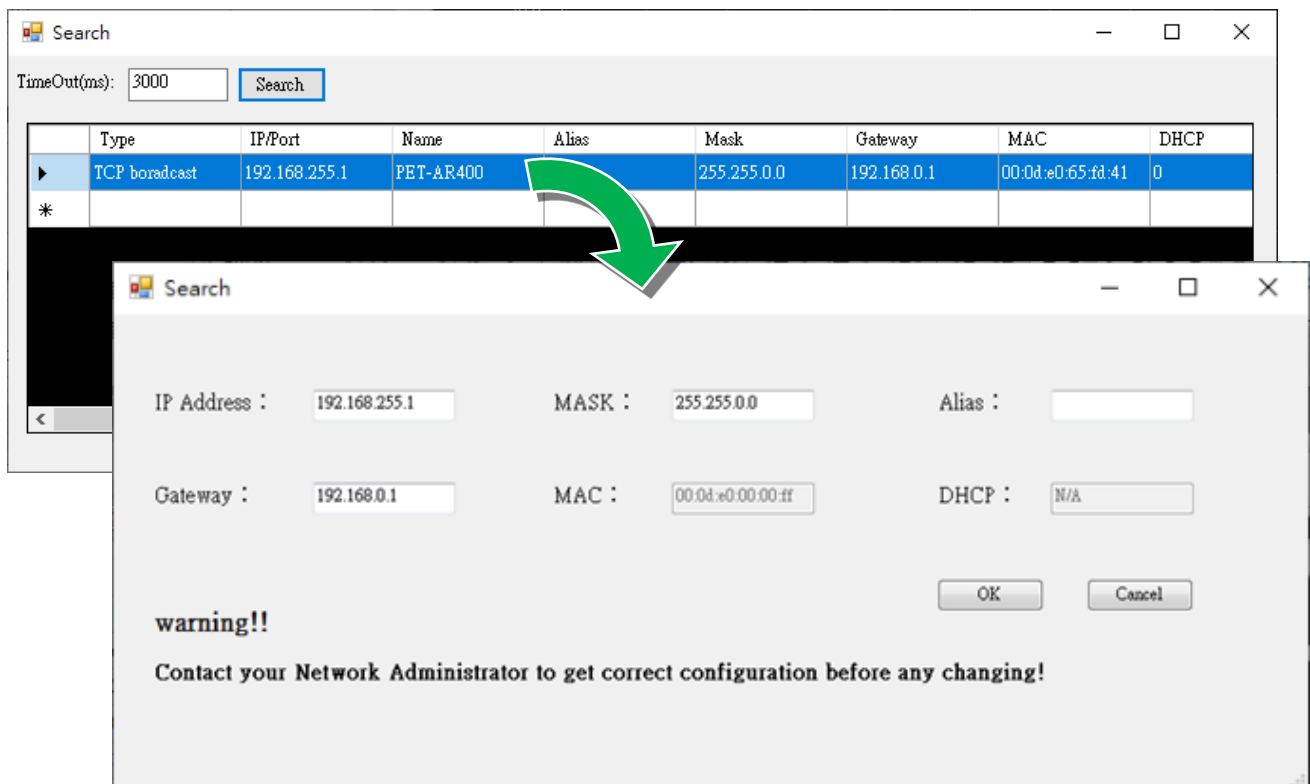 Search
TimeOut(ms): 3000 Search
Type IP/Port Name Alias Mask Gateway MAC DHCP
TCP boradcast 192.168.255.1 PET-AR400 255.255.0.0 192.168.0.1 00:0d:e0:65:fd:41 0
Search
IP Address： 192.168.255.1 MASK： 255.255.0.0 Alias：
Gateway： 192.168.0.1 MAC： 00:0d:e0:00:00:ff DHCP： N/A
OK Cancel
warning!!
Contact your Network Administrator to get correct configuration before any changing!